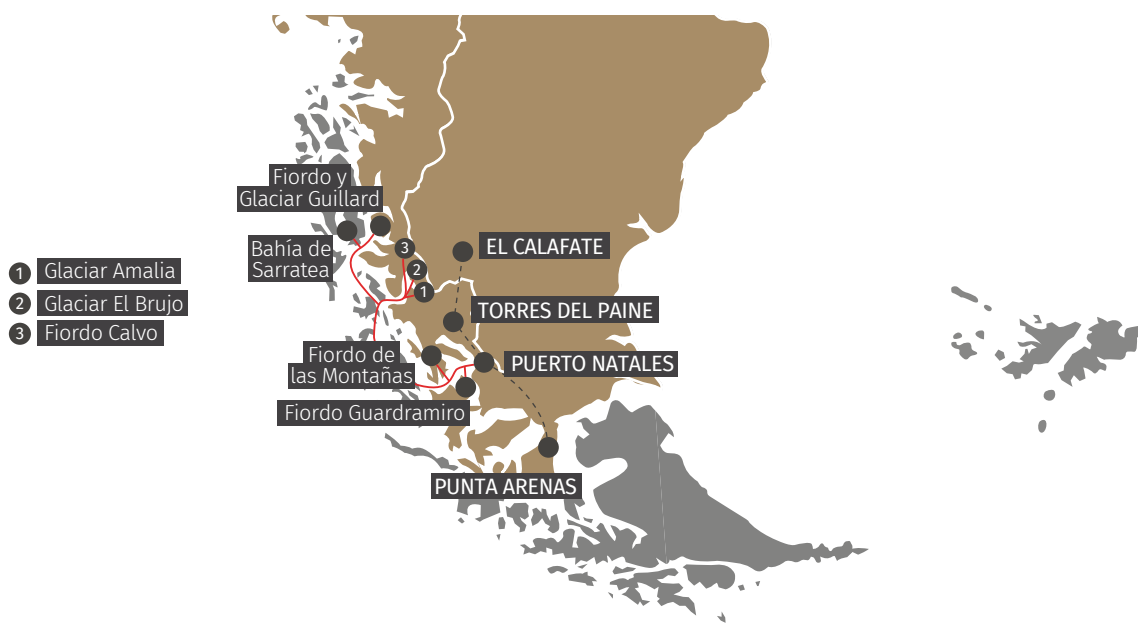 Fiordo y
Glaciar Guillard
Bahía de
Sarratea
EL CALAFATE
3
2
1
1 Glaciar Amalia
2 Glaciar El Brujo
3 Fiordo Calvo
TORRES DEL PAINE
Fiordo de
las Montañas
PUERTO NATALES
Fiordo Guardramiro
PUNTA ARENAS